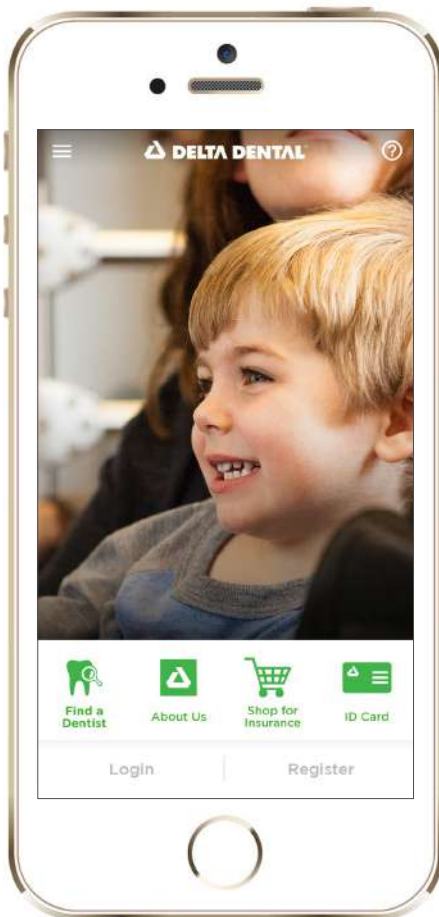 DELTA DENTAL
Find a
Dentist
About Us
Shop for
Insurance
ID Card
Login
Register